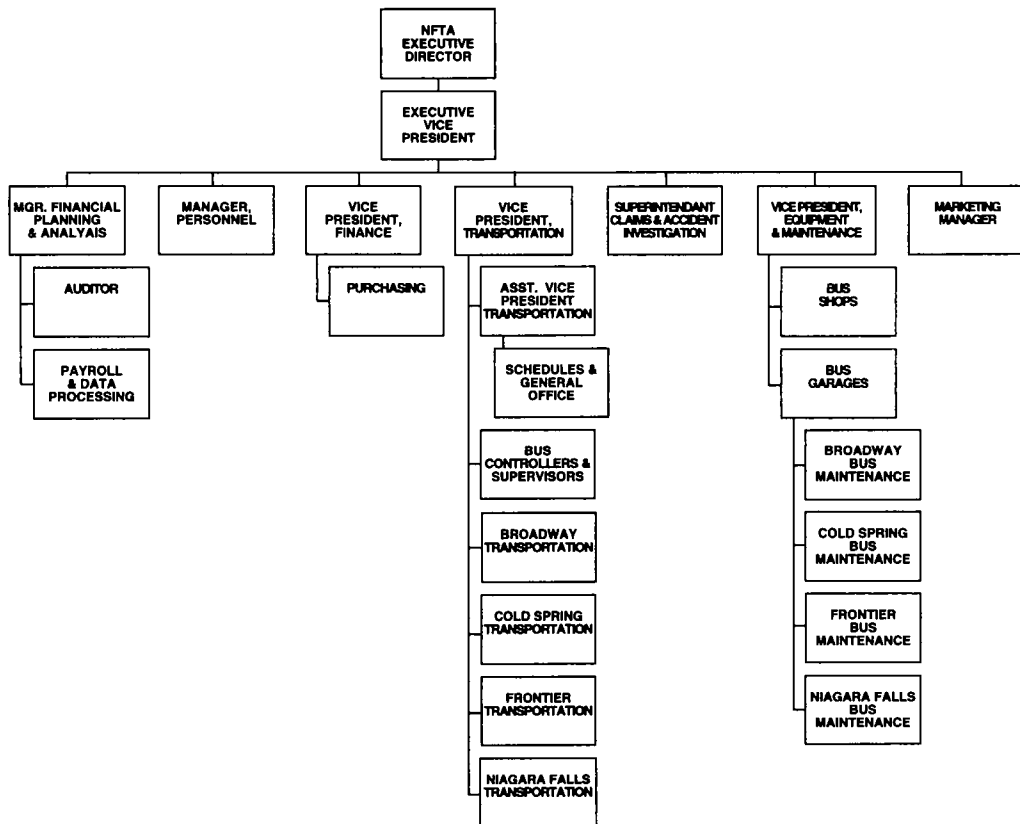 NFTA
EXECUTIVE
DIRECTOR
EXECUTIVE
VICE
PRESIDENT
MGR. FINANCIAL
PLANNING
& ANALYAIS
MANAGER,
PERSONNEL
VICE
PRESIDENT,
FINANCE
VICE
PRESIDENT,
TRANSPORTATION
SUPERINTENDANT
CLAIMS & ACCIDENT
INVESTIGATION
VICE PRESIDENT,
EQUIPMENT
& MAINTENANCE
MARKETING
MANAGER
AUDITOR
PAYROLL
& DATA
PROCESSING
PURCHASING
ASST. VICE
PRESIDENT
TRANSPORTATION
SCHEDULES &
GENERAL
OFFICE
BUS
CONTROLLERS &
SUPERVISORS
BROADWAY
TRANSPORTATION
COLD SPRING
TRANSPORTATION
FRONTIER
TRANSPORTATION
NIAGARA FALLS
TRANSPORTATION
BUS
SHOPS
BUS
GARAGES
BROADWAY
BUS
MAINTENANCE
COLD SPRING
BUS
MAINTENANCE
FRONTIER
BUS
MAINTENANCE
NIAGARA FALLS
BUS
MAINTENANCE